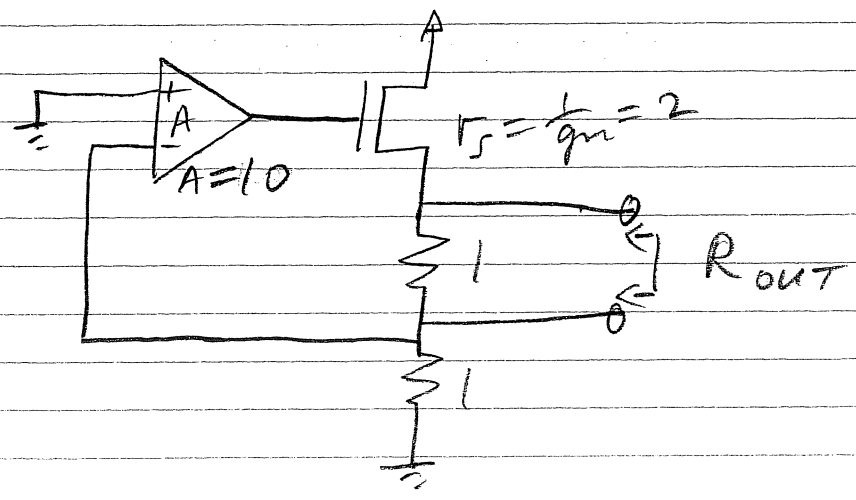 +
A
−
A=10
rs = 1/gm = 2
1
ROUT
1